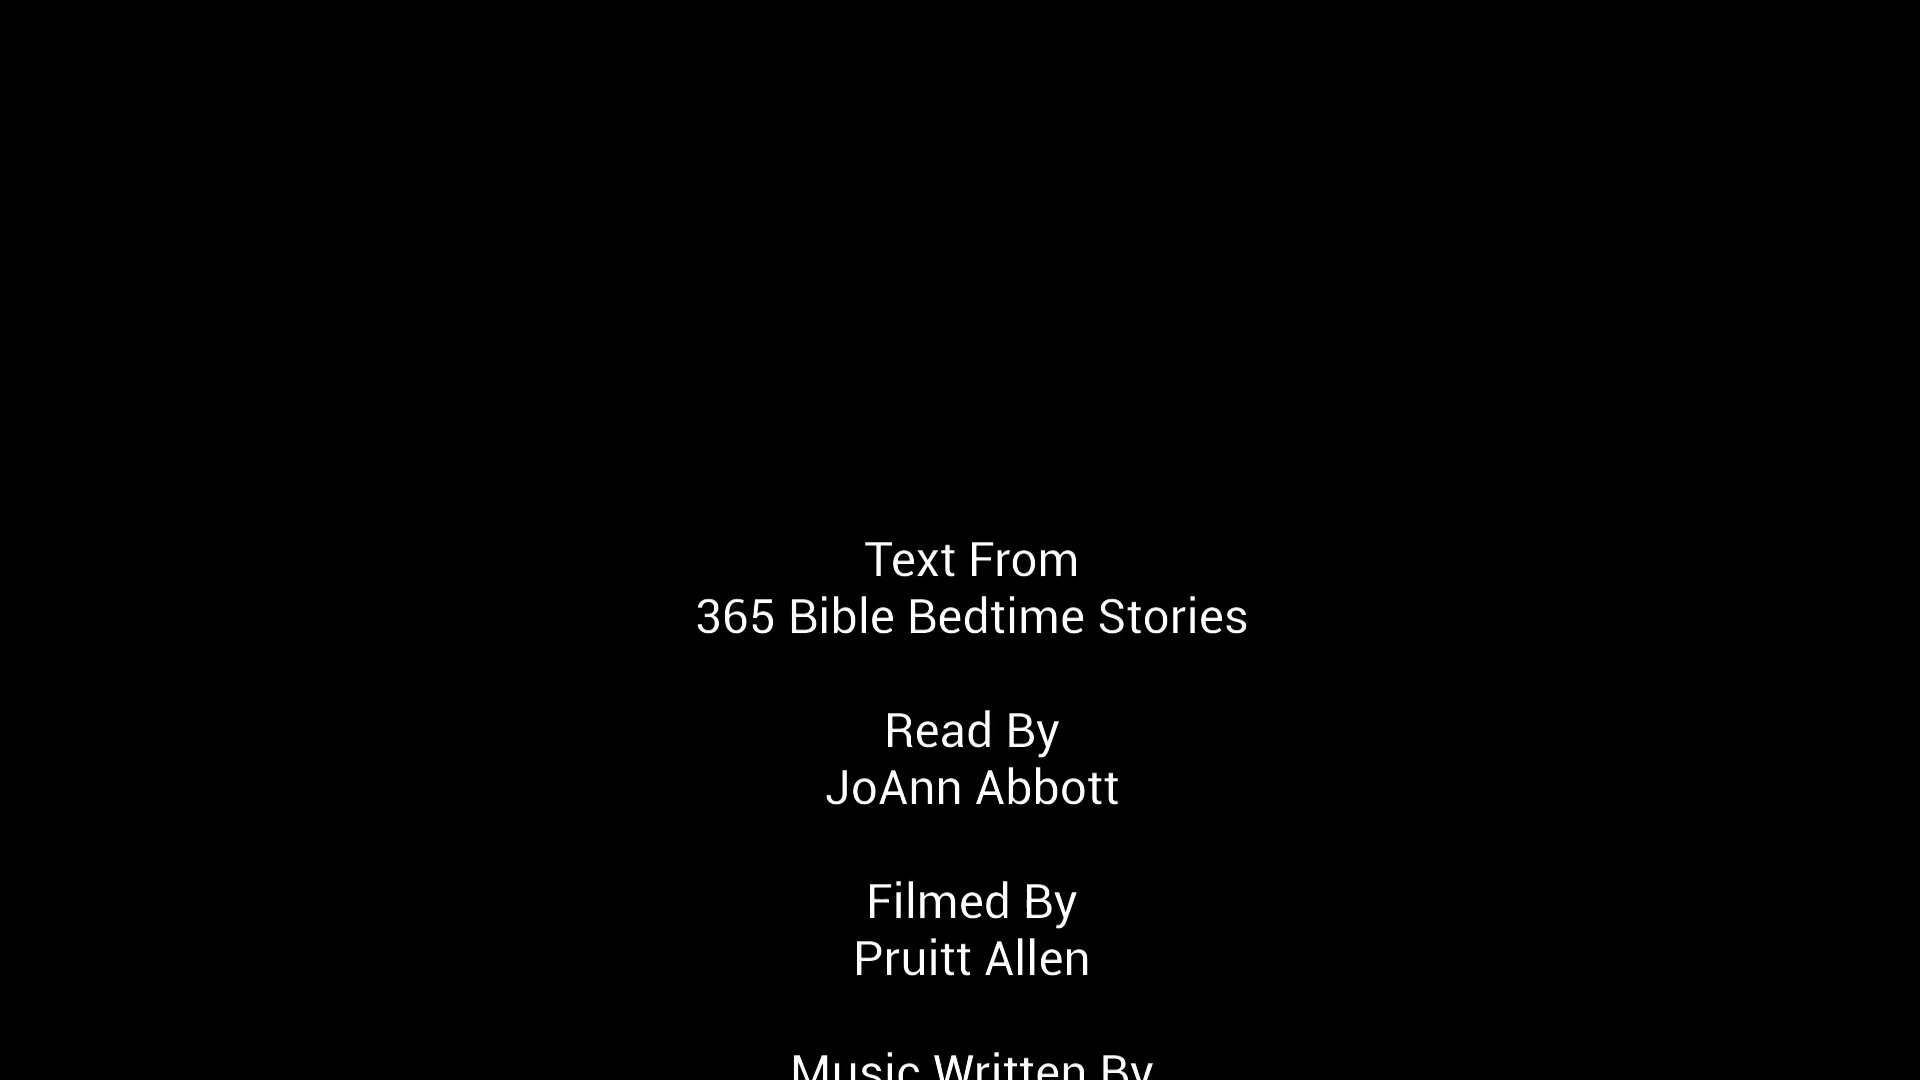 Text From
365 Bible Bedtime Stories
Read By
JoAnn Abbott
Filmed By
Pruitt Allen
Music Written By